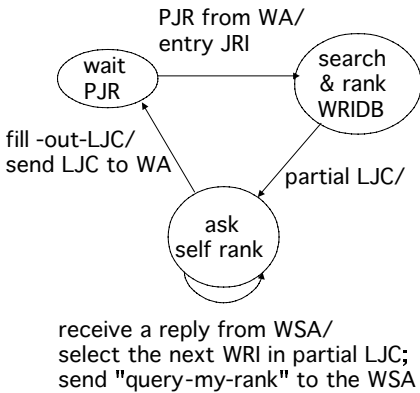 PJR from WA/
entry JRI
wait
PJR
search
& rank
WRIDB
fill -out-LJC/
send LJC to WA
partial LJC/
ask
self rank
receive a reply from WSA/
select the next WRI in partial LJC;
send "query-my-rank" to the WSA